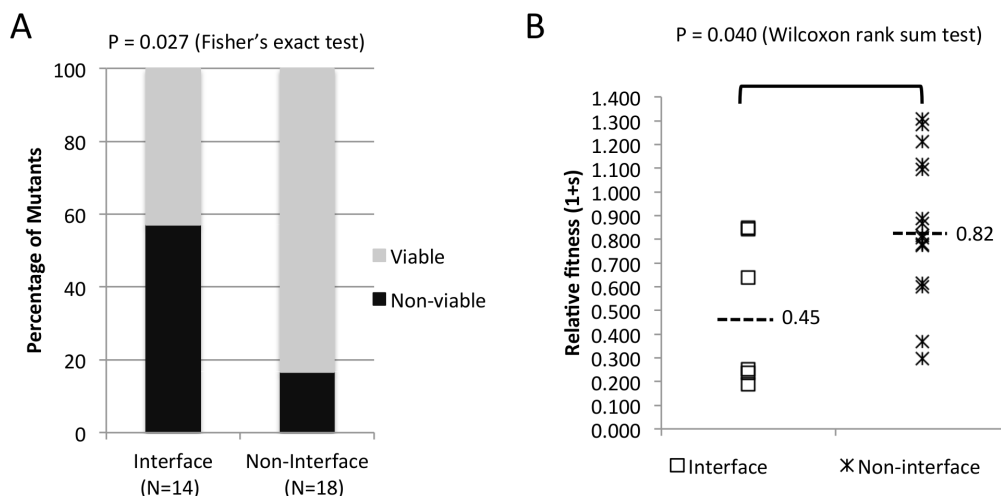 A
P = 0.027 (Fisher's exact test)
Percentage of Mutants
100
80
60
40
20
0
Interface
(N=14)
Non-Interface
(N=18)
Viable
Non-viable
B
P = 0.040 (Wilcoxon rank sum test)
Relative fitness (1+s)
1.400
1.300
1.200
1.100
1.000
0.900
0.800
0.700
0.600
0.500
0.400
0.300
0.200
0.100
0.000
0.45
0.82
Interface
Non-interface